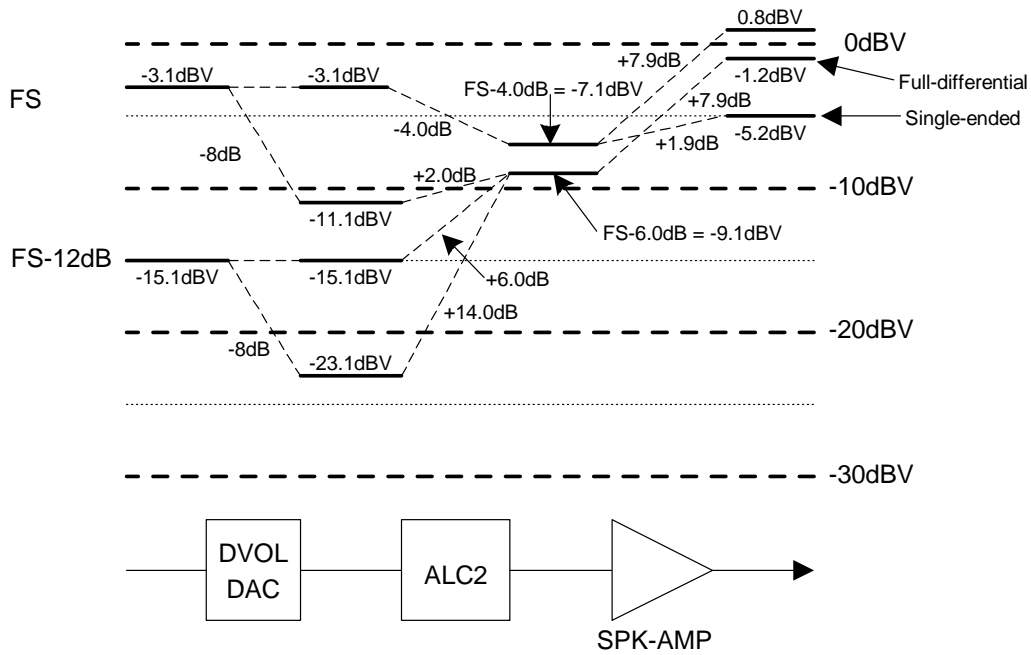 0.8dBV
0dBV
+7.9dB
-3.1dBV
-3.1dBV
-1.2dBV
Full-differential
FS
FS-4.0dB = -7.1dBV
+7.9dB
Single-ended
-4.0dB
-5.2dBV
+1.9dB
-8dB
+2.0dB
-10dBV
-11.1dBV
FS-6.0dB = -9.1dBV
FS-12dB
-15.1dBV
-15.1dBV
+6.0dB
+14.0dB
-20dBV
-8dB
-23.1dBV
-30dBV
DVOL
DAC
ALC2
SPK-AMP